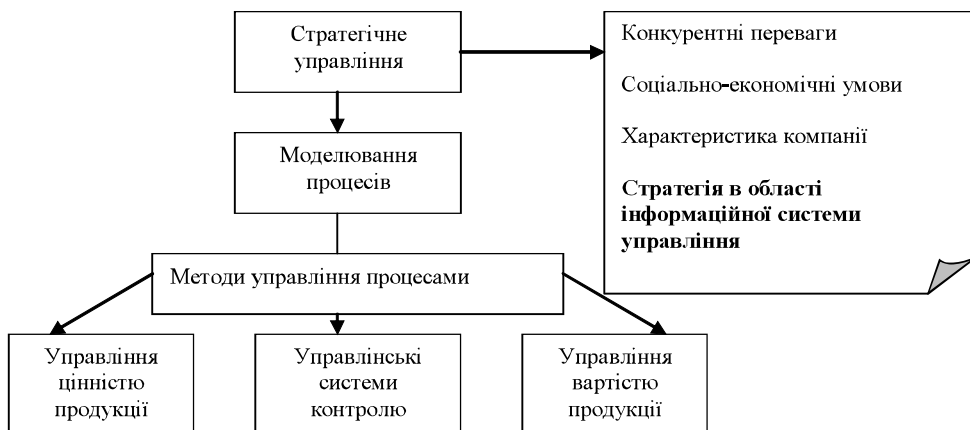 Стратегічне
управління
Конкурентні переваги
Соціально-економічні умови
Характеристика компанії
Стратегія в області
інформаційної системи
управління
Моделювання
процесів
Методи управління процесами
Управління
цінністю
продукції
Управлінські
системи
контролю
Управління
вартістю
продукції